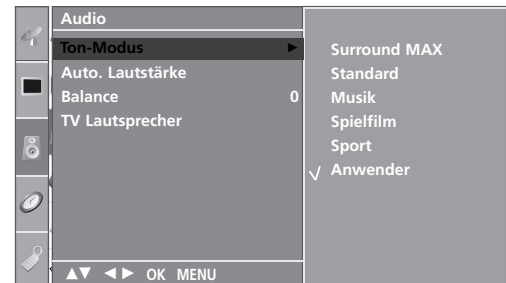 Audio
Ton-Modus ►
Auto. Lautstärke
Balance 0
TV Lautsprecher
▲▼ ◄► OK MENU
Surround MAX
Standard
Musik
Spielfilm
Sport
✓ Anwender